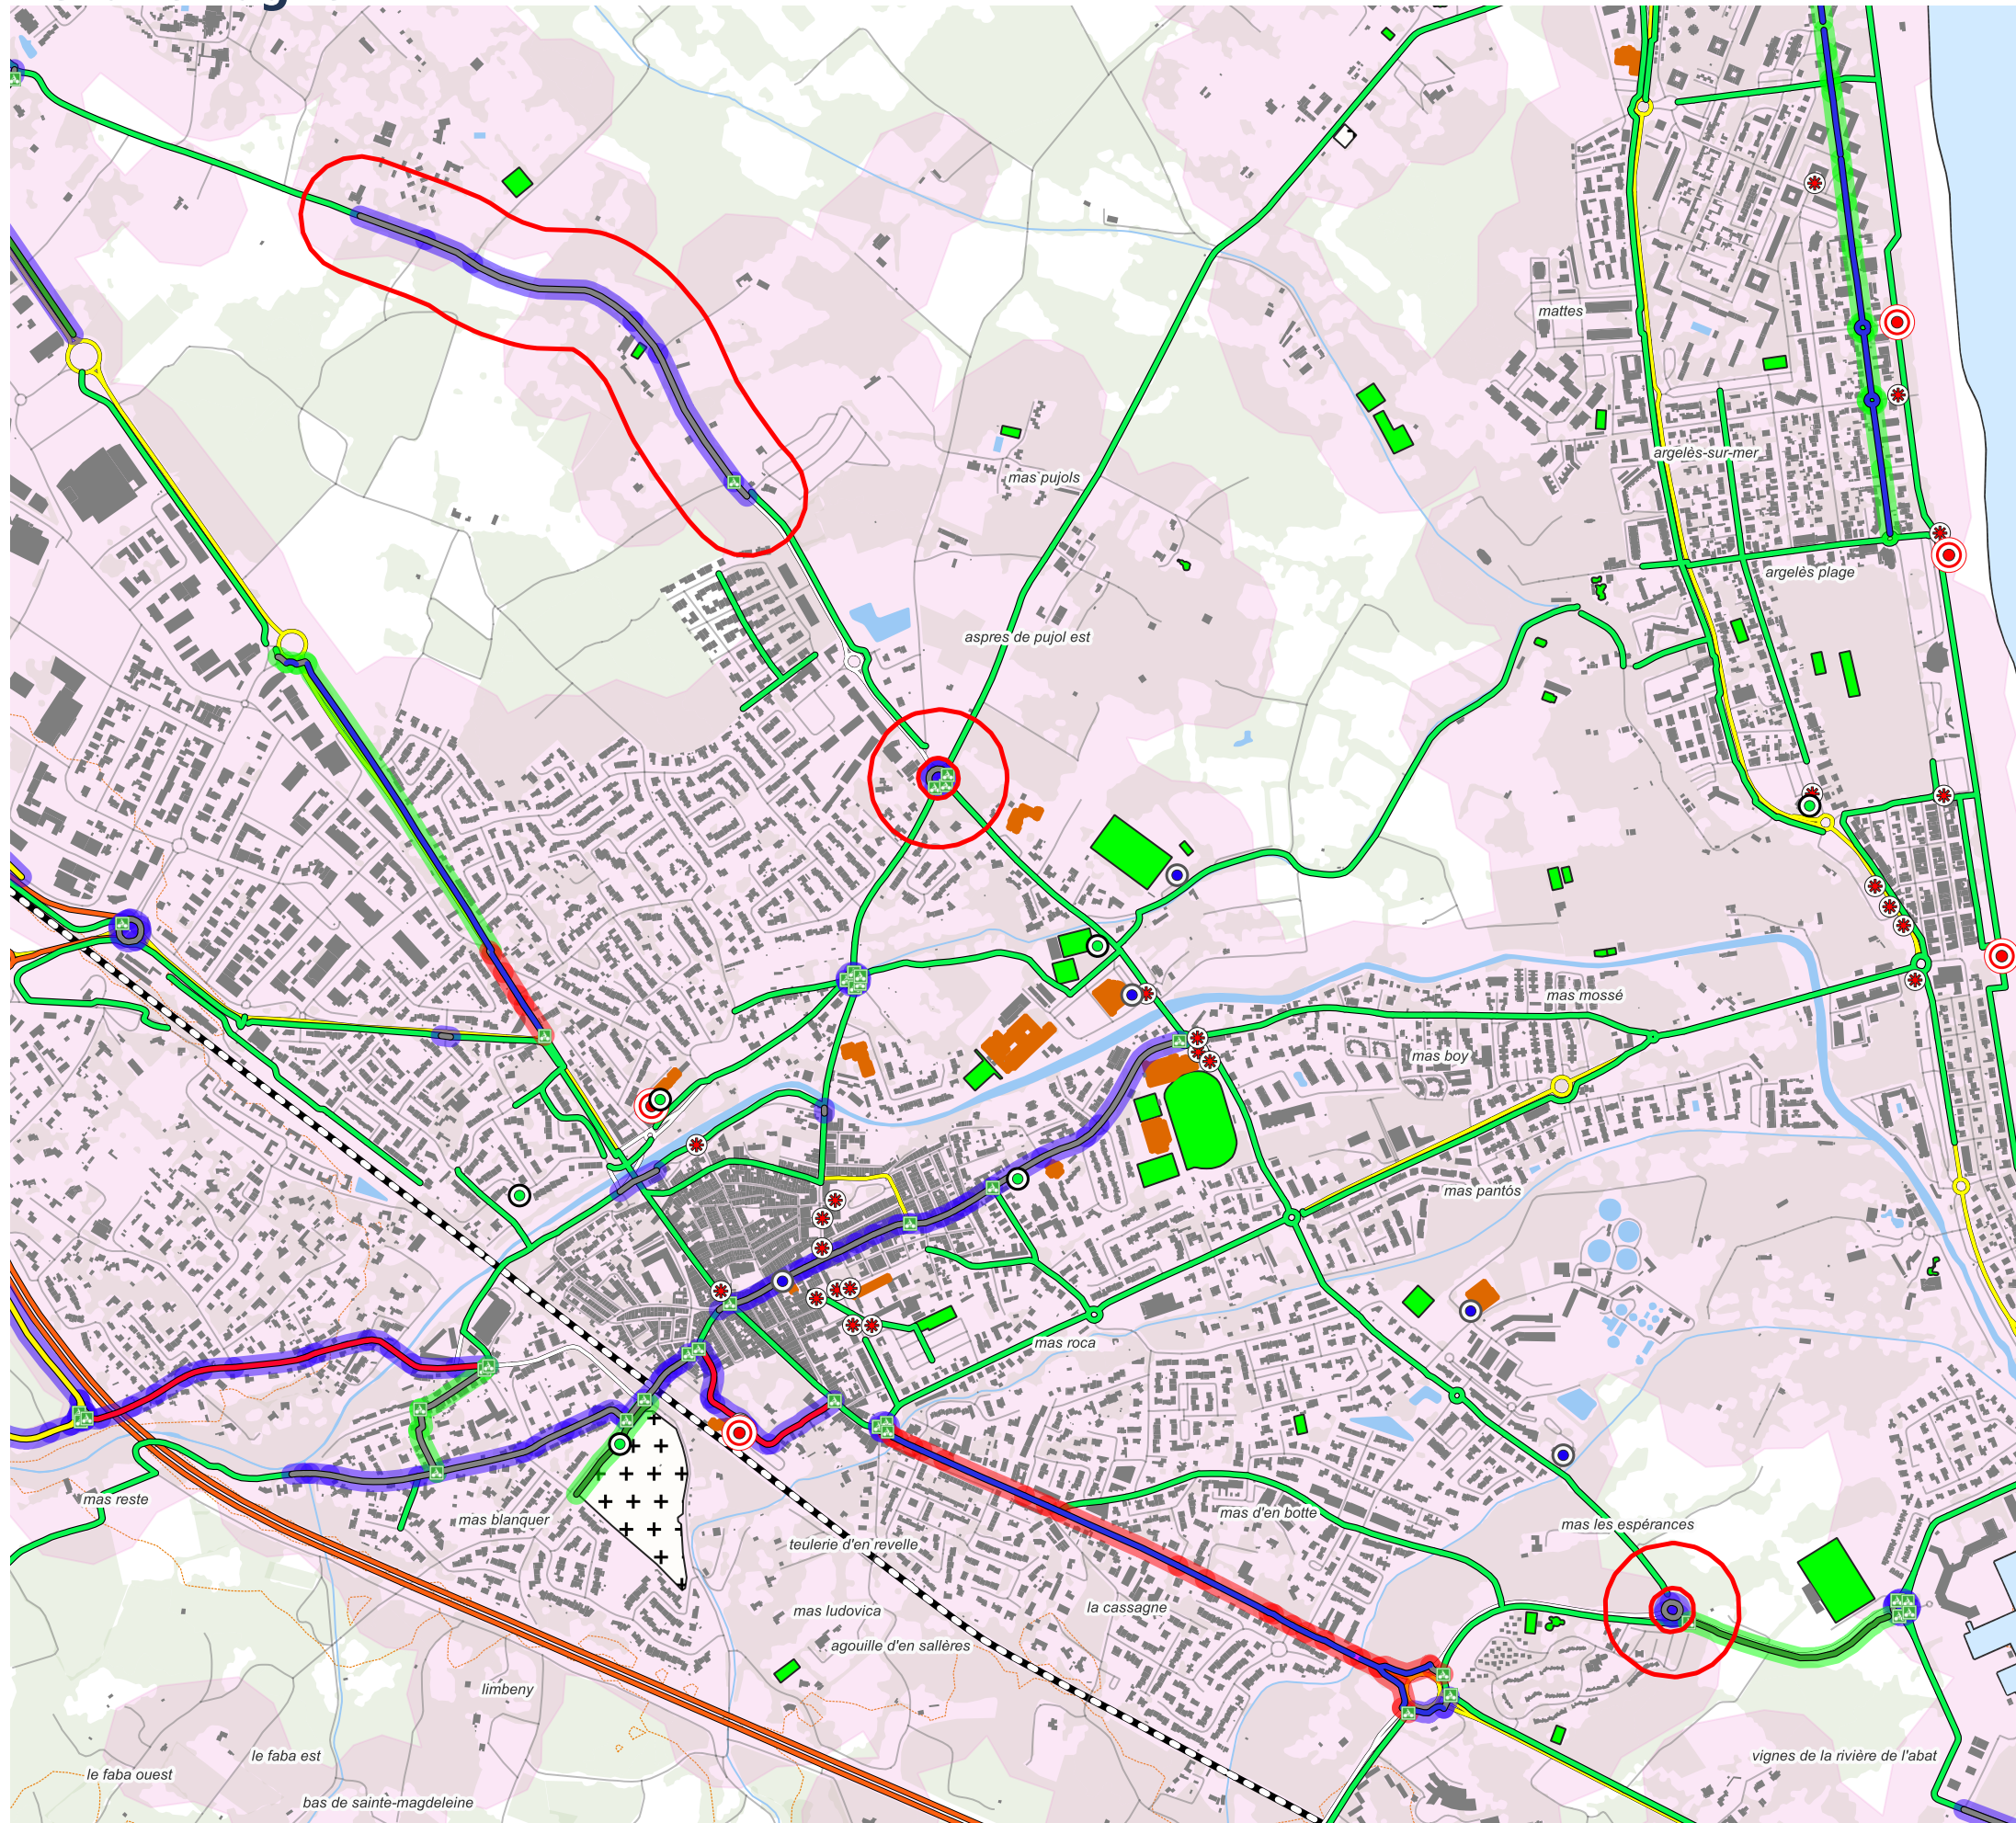 mattes
argelès-sur-mer
mas pujols
argelès plage
aspres de pujol est
mas mossé
mas boy
mas pantós
mas roca
mas reste
mas blanquer
mas d'en botte
mas les espérances
teulerie d'en revelle
la cassagne
mas ludovica
agouille d'en sallères
limbeny
le faba est
vignes de la rivière de l'abat
le faba ouest
bas de sainte-magdeleine